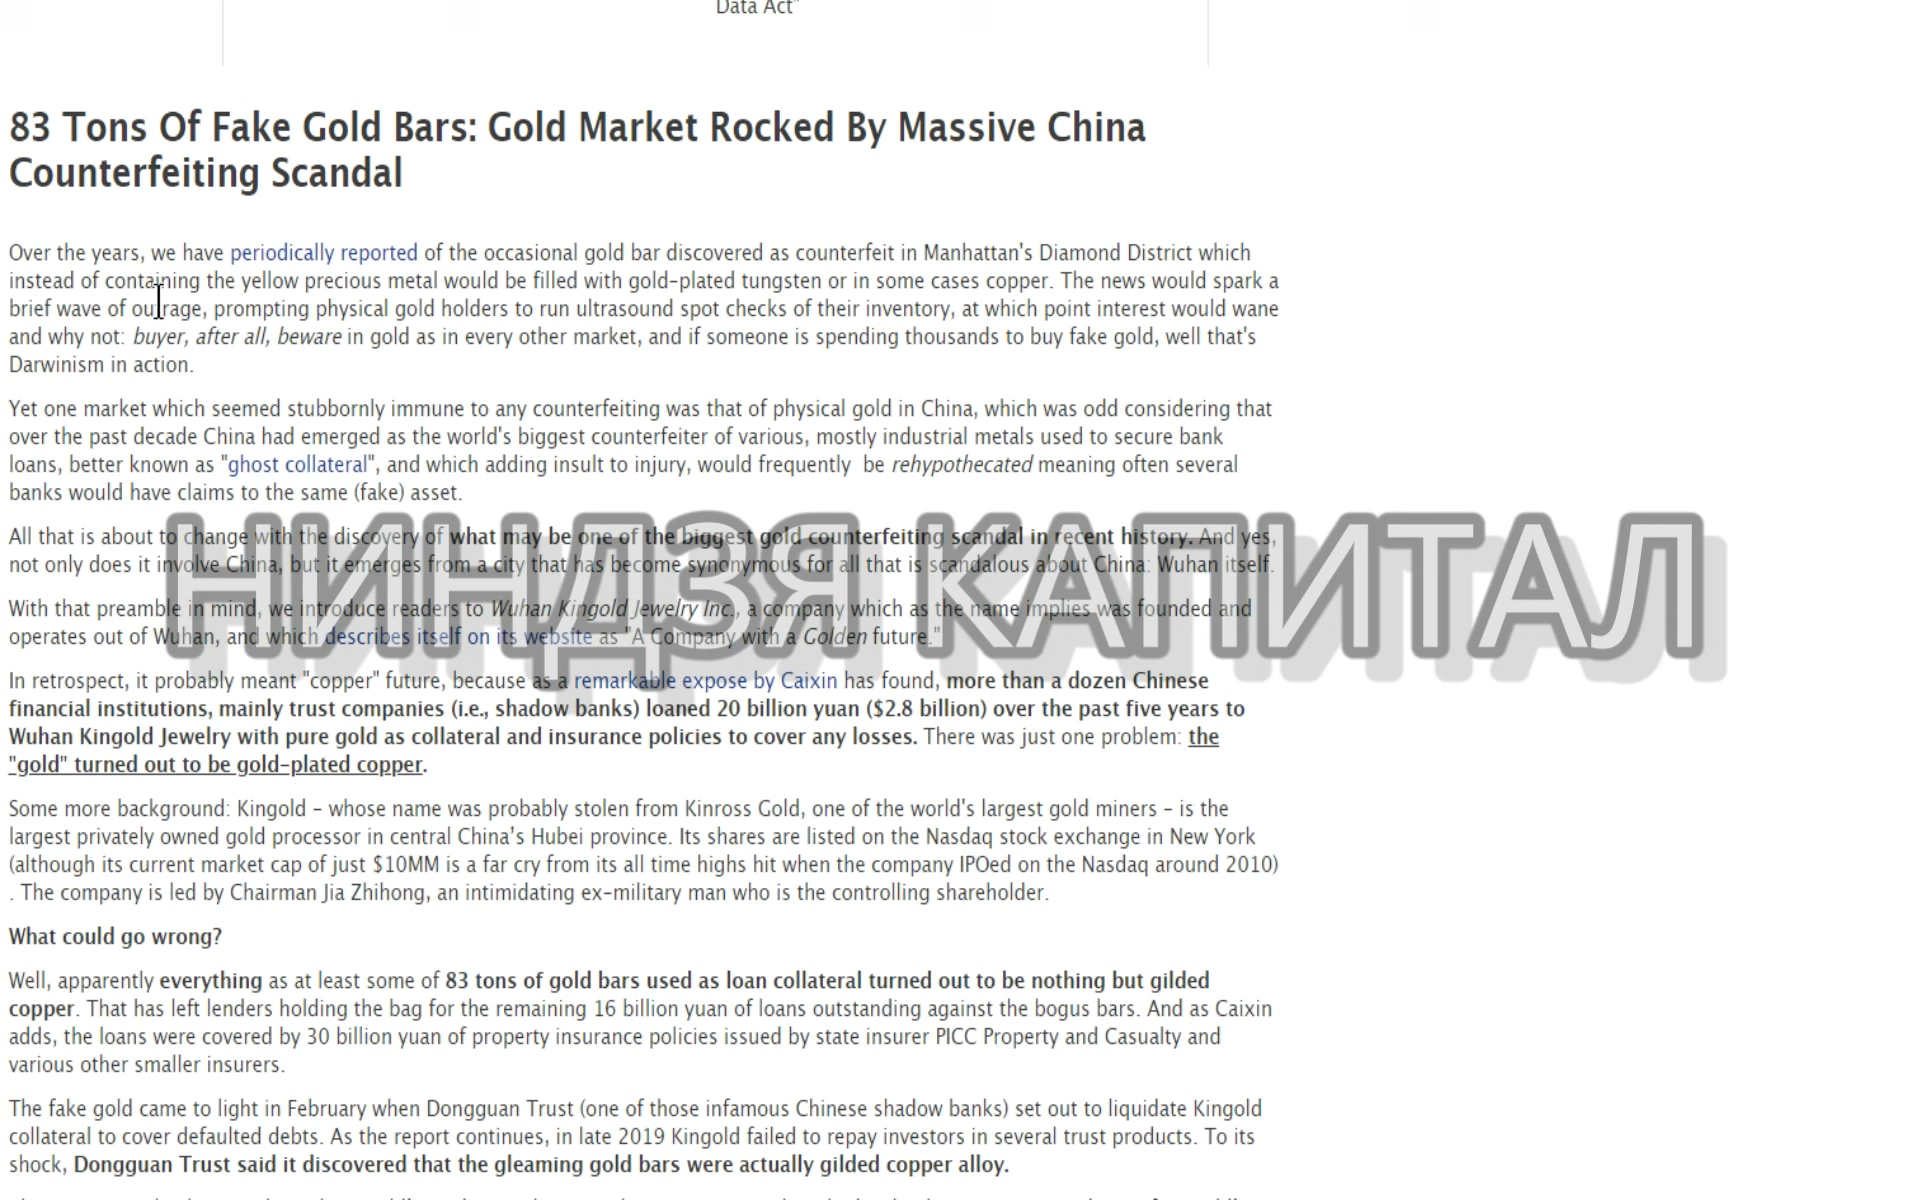 Data Act"
83 Tons Of Fake Gold Bars: Gold Market Rocked By Massive China
Counterfeiting Scandal
Over the years, we have periodically reported of the occasional gold bar discovered as counterfeit in Manhattan's Diamond District which
instead of containing the yellow precious metal would be filled with gold-plated tungsten or in some cases copper. The news would spark a
brief wave of outrage, prompting physical gold holders to run ultrasound spot checks of their inventory, at which point interest would wane
and why not: buyer, after all, beware in gold as in every other market, and if someone is spending thousands to buy fake gold, well that's
Darwinism in action.
Yet one market which seemed stubbornly immune to any counterfeiting was that of physical gold in China, which was odd considering that
over the past decade China had emerged as the world's biggest counterfeiter of various, mostly industrial metals used to secure bank
loans, better known as "ghost collateral", and which adding insult to injury, would frequently be rehypothecated meaning often several
banks would have claims to the same (fake) asset.
All that is about to change with the discovery of what may be one of the biggest gold counterfeiting scandal in recent history. And yes,
not only does it involve China, but it emerges from a city that has become synonymous for all that is scandalous about China: Wuhan itself.
НИНДЗЯ КАПИТАЛ
With that preamble in mind, we introduce readers to Wuhan Kingold Jewelry Inc., a company which as the name implies was founded and
operates out of Wuhan, and which describes itself on its website as "A Company with a Golden future."
In retrospect, it probably meant "copper" future, because as a remarkable expose by Caixin has found, more than a dozen Chinese
financial institutions, mainly trust companies (i.e., shadow banks) loaned 20 billion yuan ($2.8 billion) over the past five years to
Wuhan Kingold Jewelry with pure gold as collateral and insurance policies to cover any losses. There was just one problem: the
"gold" turned out to be gold-plated copper.
Some more background: Kingold – whose name was probably stolen from Kinross Gold, one of the world's largest gold miners – is the
largest privately owned gold processor in central China's Hubei province. Its shares are listed on the Nasdaq stock exchange in New York
(although its current market cap of just $10MM is a far cry from its all time highs hit when the company IPOed on the Nasdaq around 2010)
. The company is led by Chairman Jia Zhihong, an intimidating ex-military man who is the controlling shareholder.
What could go wrong?
Well, apparently everything as at least some of 83 tons of gold bars used as loan collateral turned out to be nothing but gilded
copper. That has left lenders holding the bag for the remaining 16 billion yuan of loans outstanding against the bogus bars. And as Caixin
adds, the loans were covered by 30 billion yuan of property insurance policies issued by state insurer PICC Property and Casualty and
various other smaller insurers.
The fake gold came to light in February when Dongguan Trust (one of those infamous Chinese shadow banks) set out to liquidate Kingold
collateral to cover defaulted debts. As the report continues, in late 2019 Kingold failed to repay investors in several trust products. To its
shock, Dongguan Trust said it discovered that the gleaming gold bars were actually gilded copper alloy.